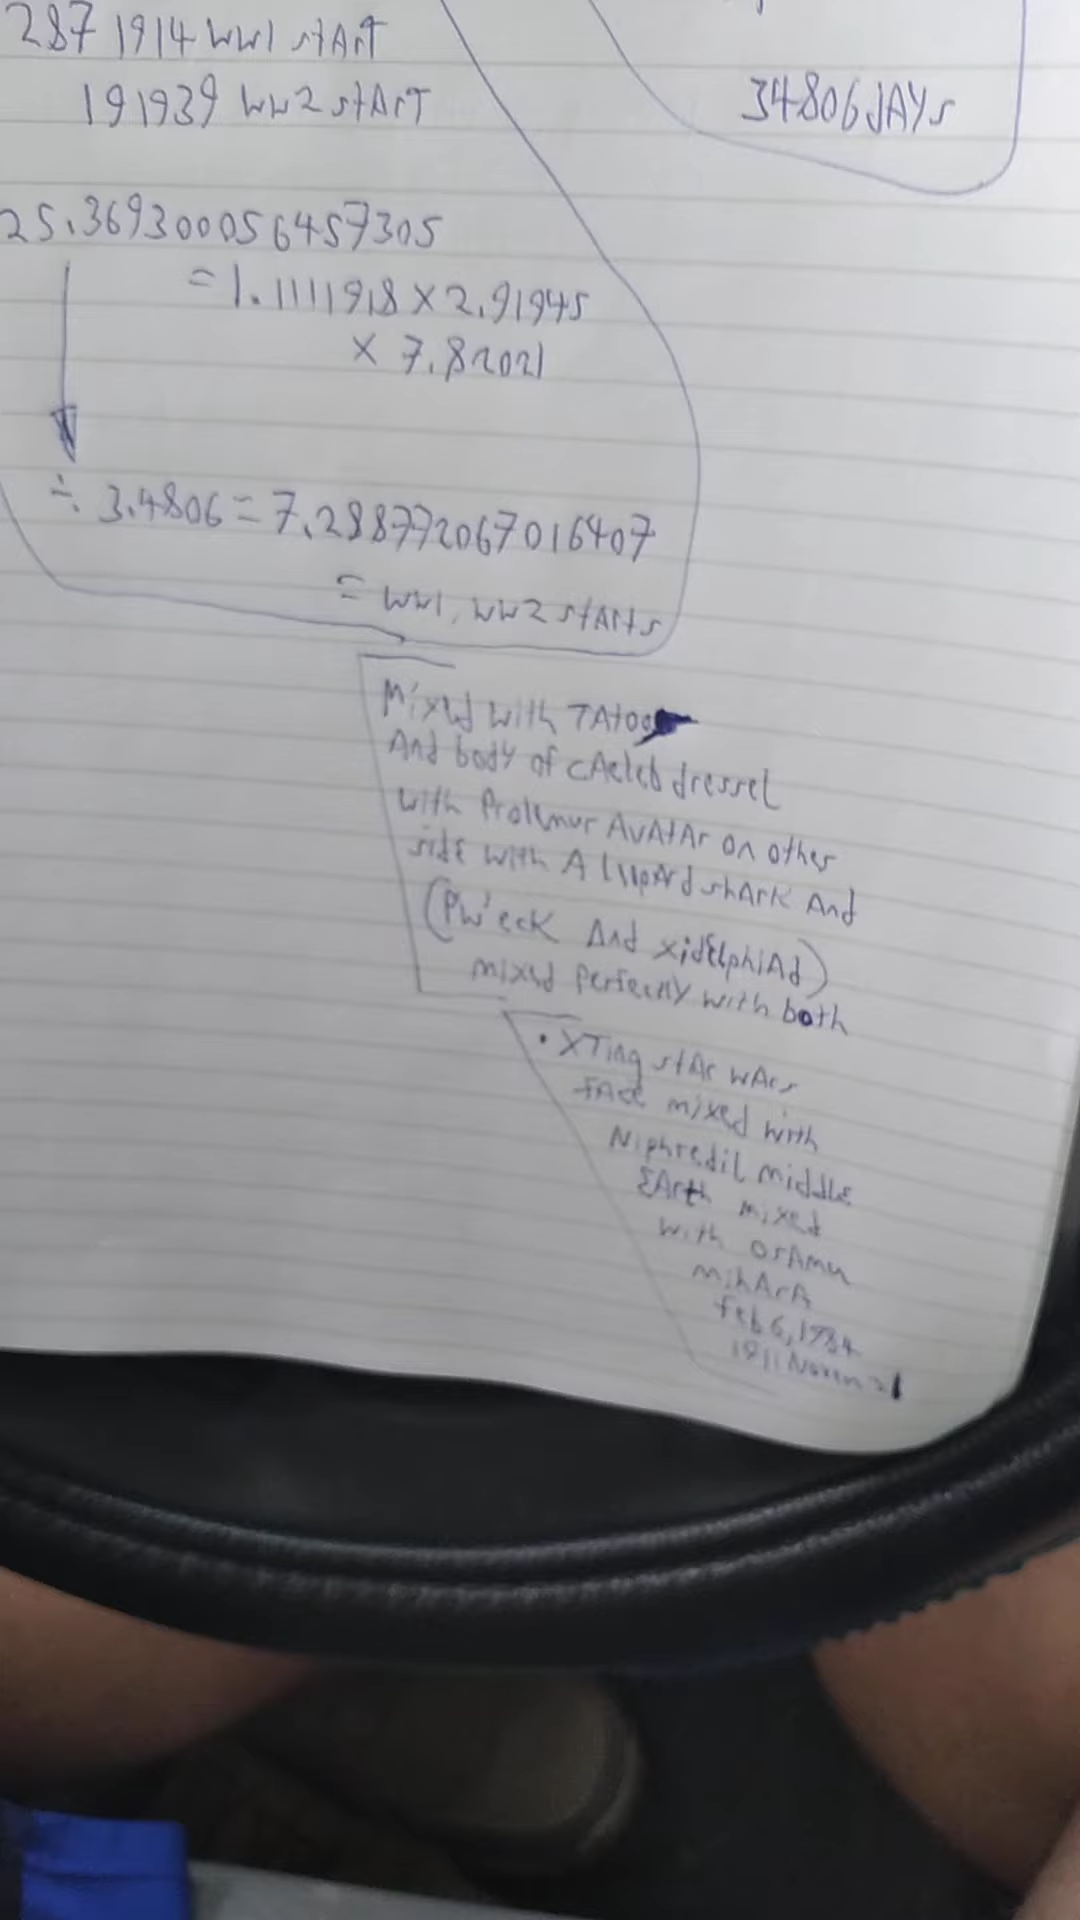 287 1914 WW1 stArT
191939 WW2 stArT
34806 dAYs
25.369300056457305
= 1.1111918 x 2.91945
x 7.82021
÷ 3.4806 = 7.288772067016407
= WW1, WW2 stArts
Mixed with TAtoo
And body of cAeleb dressel
with Prolemur AvAtAr on other
side with A leopArd shArk And
(Pw'eck And xidelphiAd)
mixed Perfectly with both
• XTing stAr wArs
fAce mixed with
Niphredil middle
EArth mixed
with osAmu
mihArA
feb 6, 1984
1911